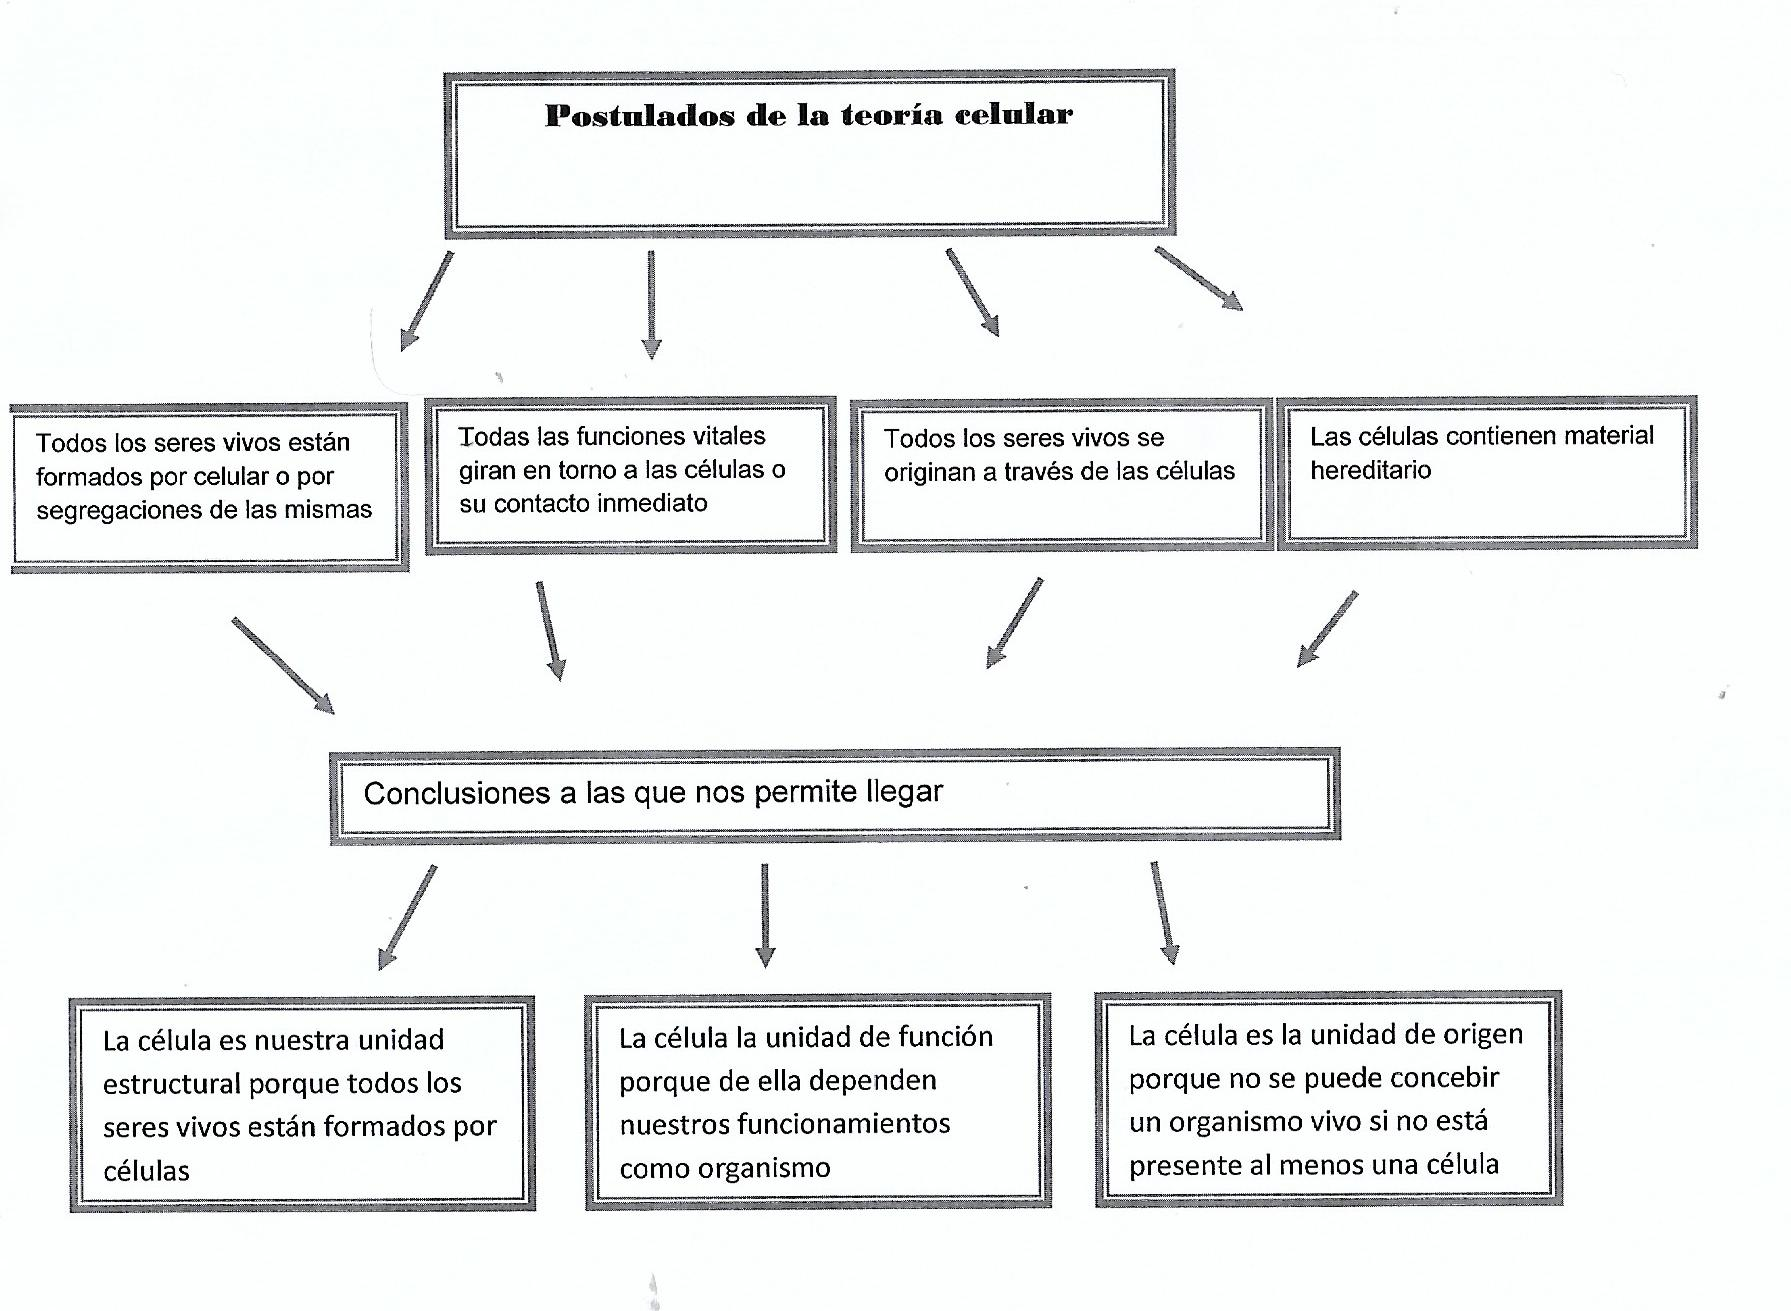 Postulados de la teoría celular
Todos los seres vivos están
formados por celular o por
segregaciones de las mismas
Todas las funciones vitales
giran en torno a las células o
su contacto inmediato
Todos los seres vivos se
originan a través de las células
Las células contienen material
hereditario
Conclusiones a las que nos permite llegar
La célula es nuestra unidad
estructural porque todos los
seres vivos están formados por
células
La célula la unidad de función
porque de ella dependen
nuestros funcionamientos
como organismo
La célula es la unidad de origen
porque no se puede concebir
un organismo vivo si no está
presente al menos una célula